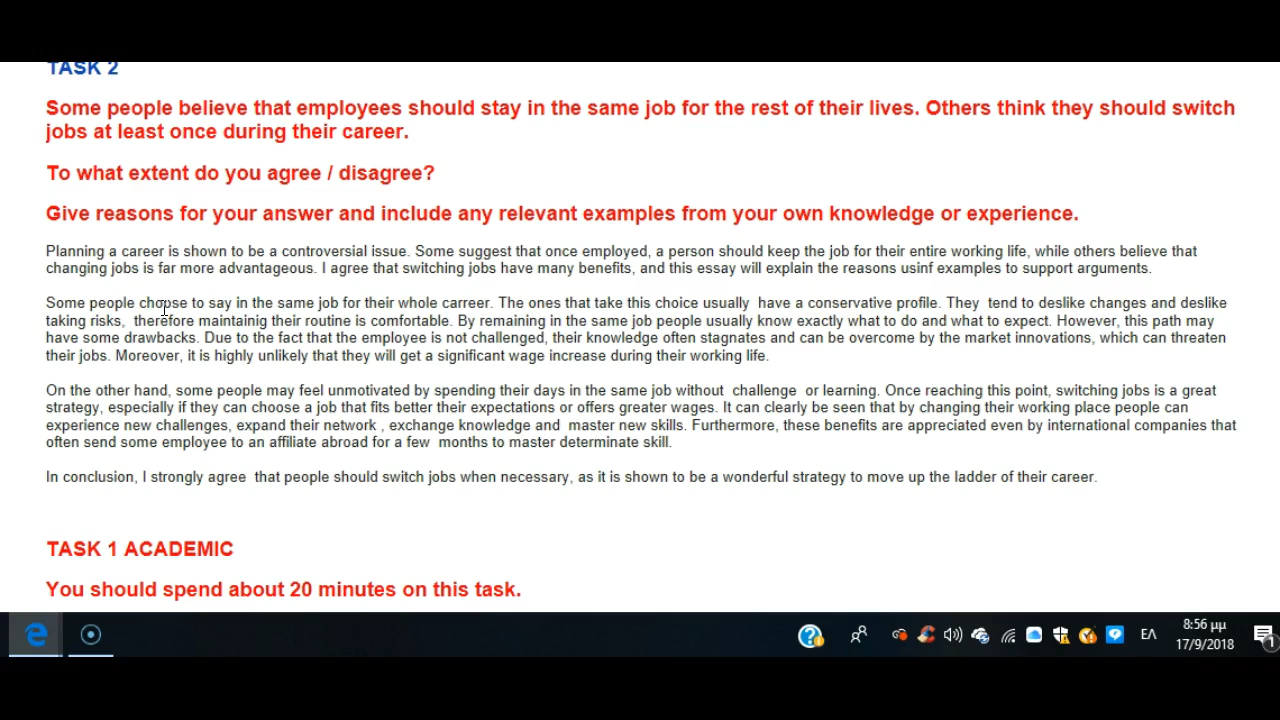 TASK 2
Some people believe that employees should stay in the same job for the rest of their lives. Others think they should switch
jobs at least once during their career.
To what extent do you agree / disagree?
Give reasons for your answer and include any relevant examples from your own knowledge or experience.
Planning a career is shown to be a controversial issue. Some suggest that once employed, a person should keep the job for their entire working life, while others believe that
changing jobs is far more advantageous. I agree that switching jobs have many benefits, and this essay will explain the reasons usinf examples to support arguments.
Some people choose to say in the same job for their whole carreer. The ones that take this choice usually have a conservative profile. They tend to deslike changes and deslike
taking risks, therefore maintainig their routine is comfortable. By remaining in the same job people usually know exactly what to do and what to expect. However, this path may
have some drawbacks. Due to the fact that the employee is not challenged, their knowledge often stagnates and can be overcome by the market innovations, which can threaten
their jobs. Moreover, it is highly unlikely that they will get a significant wage increase during their working life.
On the other hand, some people may feel unmotivated by spending their days in the same job without challenge or learning. Once reaching this point, switching jobs is a great
strategy, especially if they can choose a job that fits better their expectations or offers greater wages. It can clearly be seen that by changing their working place people can
experience new challenges, expand their network , exchange knowledge and master new skills. Furthermore, these benefits are appreciated even by international companies that
often send some employee to an affiliate abroad for a few months to master determinate skill.
In conclusion, I strongly agree that people should switch jobs when necessary, as it is shown to be a wonderful strategy to move up the ladder of their career.
TASK 1 ACADEMIC
You should spend about 20 minutes on this task.
ΕΛ
8:56 μμ
17/9/2018
1